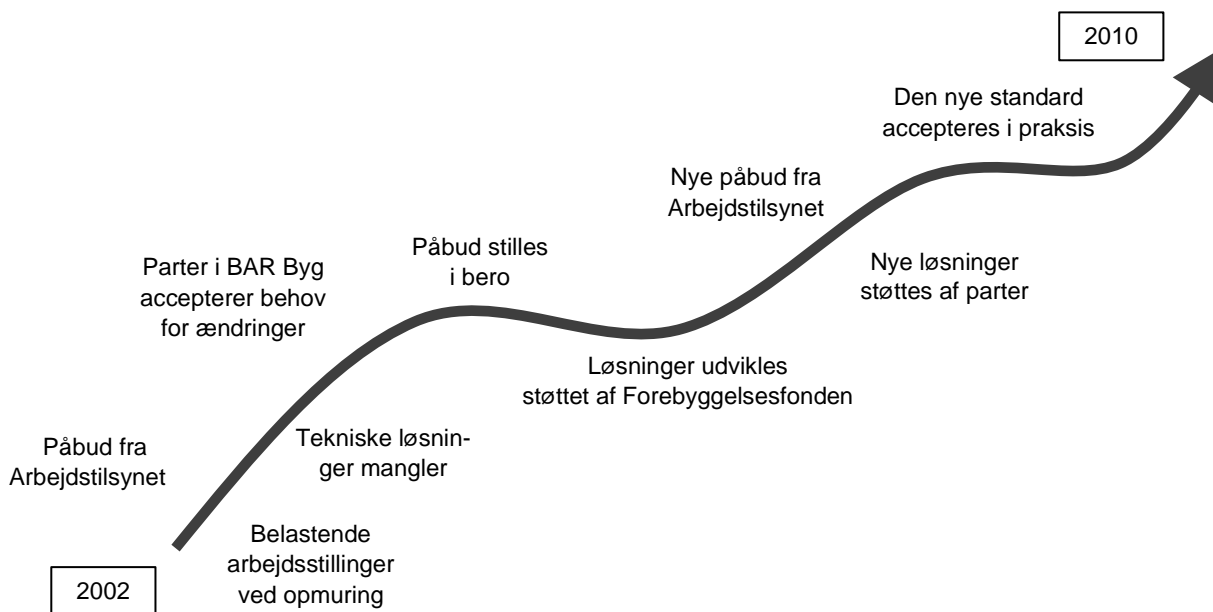 2010
Den nye standard
accepteres i praksis
Nye påbud fra
Arbejdstilsynet
Påbud stilles
i bero
Nye løsninger
støttes af parter
Parter i BAR Byg
accepterer behov
for ændringer
Løsninger udvikles
støttet af Forebyggelsesfonden
Påbud fra
Arbejdstilsynet
Tekniske løsnin-
ger mangler
Belastende
arbejdsstillinger
ved opmuring
2002